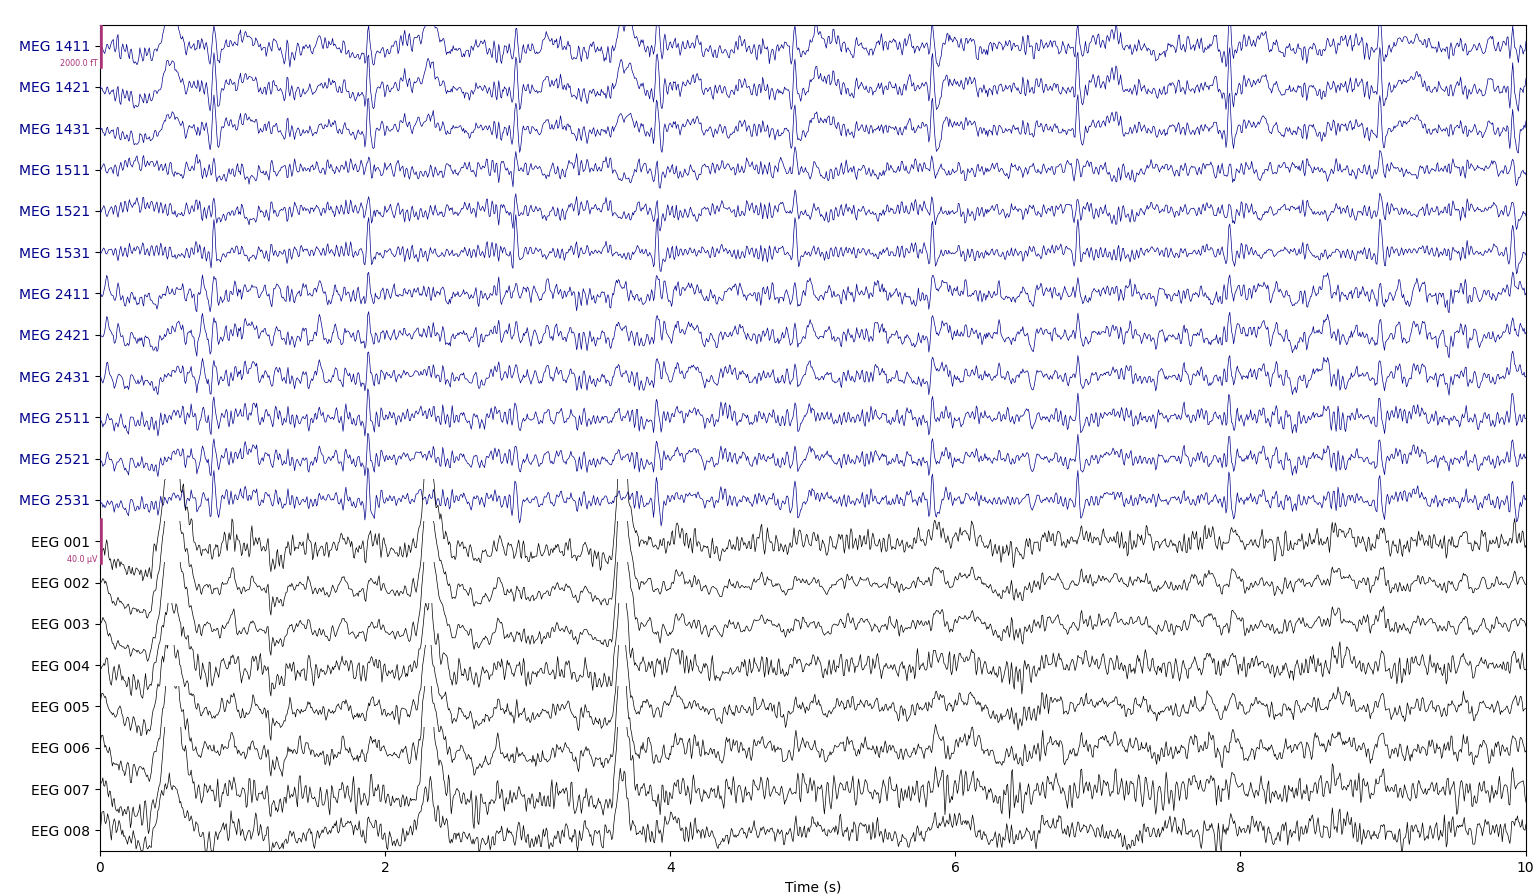 MEG 1411
2000.0 fT
MEG 1421
MEG 1431
MEG 1511
MEG 1521
MEG 1531
MEG 2411
MEG 2421
MEG 2431
MEG 2511
MEG 2521
MEG 2531
EEG 001
40.0 µV
EEG 002
EEG 003
EEG 004
EEG 005
EEG 006
EEG 007
EEG 008
0 2 4 6 8 10
Time (s)